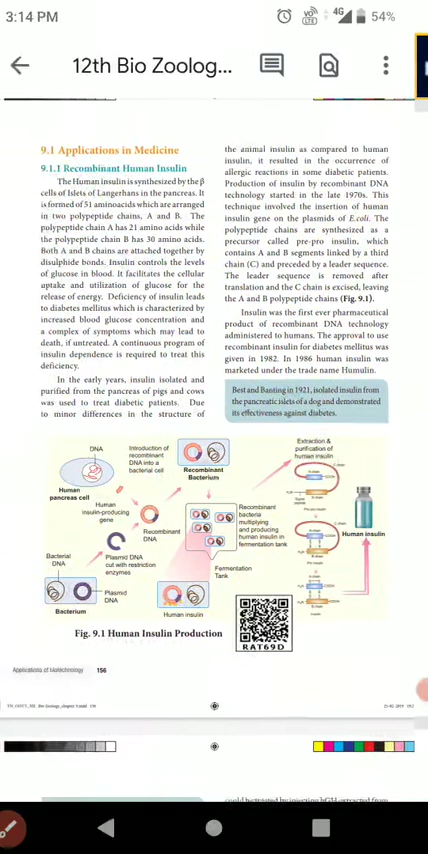 3:14 PM
VO
LTE
4G
54%
12th Bio Zoolog...
9.1 Applications in Medicine
9.1.1 Recombinant Human Insulin
The Human insulin is synthesized by the β
cells of Islets of Langerhans in the pancreas. It
is formed of 51 aminoacids which are arranged
in two polypeptide chains, A and B. The
polypeptide chain A has 21 amino acids while
the polypeptide chain B has 30 amino acids.
Both A and B chains are attached together by
disulphide bonds. Insulin controls the levels
of glucose in blood. It facilitates the cellular
uptake and utilization of glucose for the
release of energy. Deficiency of insulin leads
to diabetes mellitus which is characterized by
increased blood glucose concentration and
a complex of symptoms which may lead to
death, if untreated. A continuous program of
insulin dependence is required to treat this
deficiency.
In the early years, insulin isolated and
purified from the pancreas of pigs and cows
was used to treat diabetic patients. Due
to minor differences in the structure of
the animal insulin as compared to human
insulin, it resulted in the occurrence of
allergic reactions in some diabetic patients.
Production of insulin by recombinant DNA
technology started in the late 1970s. This
technique involved the insertion of human
insulin gene on the plasmids of E.coli. The
polypeptide chains are synthesized as a
precursor called pre-pro insulin, which
contains A and B segments linked by a third
chain (C) and preceded by a leader sequence.
The leader sequence is removed after
translation and the C chain is excised, leaving
the A and B polypeptide chains (Fig. 9.1).
Insulin was the first ever pharmaceutical
product of recombinant DNA technology
administered to humans. The approval to use
recombinant insulin for diabetes mellitus was
given in 1982. In 1986 human insulin was
marketed under the trade name Humulin.
Best and Banting in 1921, isolated insulin from
the pancreatic islets of a dog and demonstrated
its effectiveness against diabetes.
DNA
Human
pancreas cell
Introduction of
recombinant
DNA into a
bacterial cell
Recombinant
Bacterium
Extraction &
purification of
human insulin
Human
insulin-producing
gene
Recombinant
DNA
Recombinant
bacteria
multiplying
and producing
human insulin in
fermentation tank
Human insulin
Bacterial
DNA
Plasmid DNA
cut with restriction
enzymes
Fermentation
Tank
Plasmid
DNA
Bacterium
Human insulin
Fig. 9.1 Human Insulin Production
RAT69D
Applications of Biotechnology 156